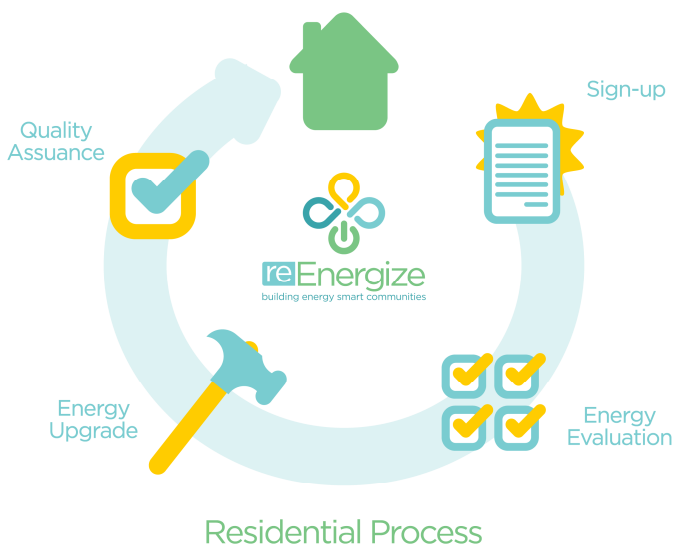 Sign-up
Quality
Assuance
reEnergize
building energy smart communities
Energy
Upgrade
Energy
Evaluation
Residential Process